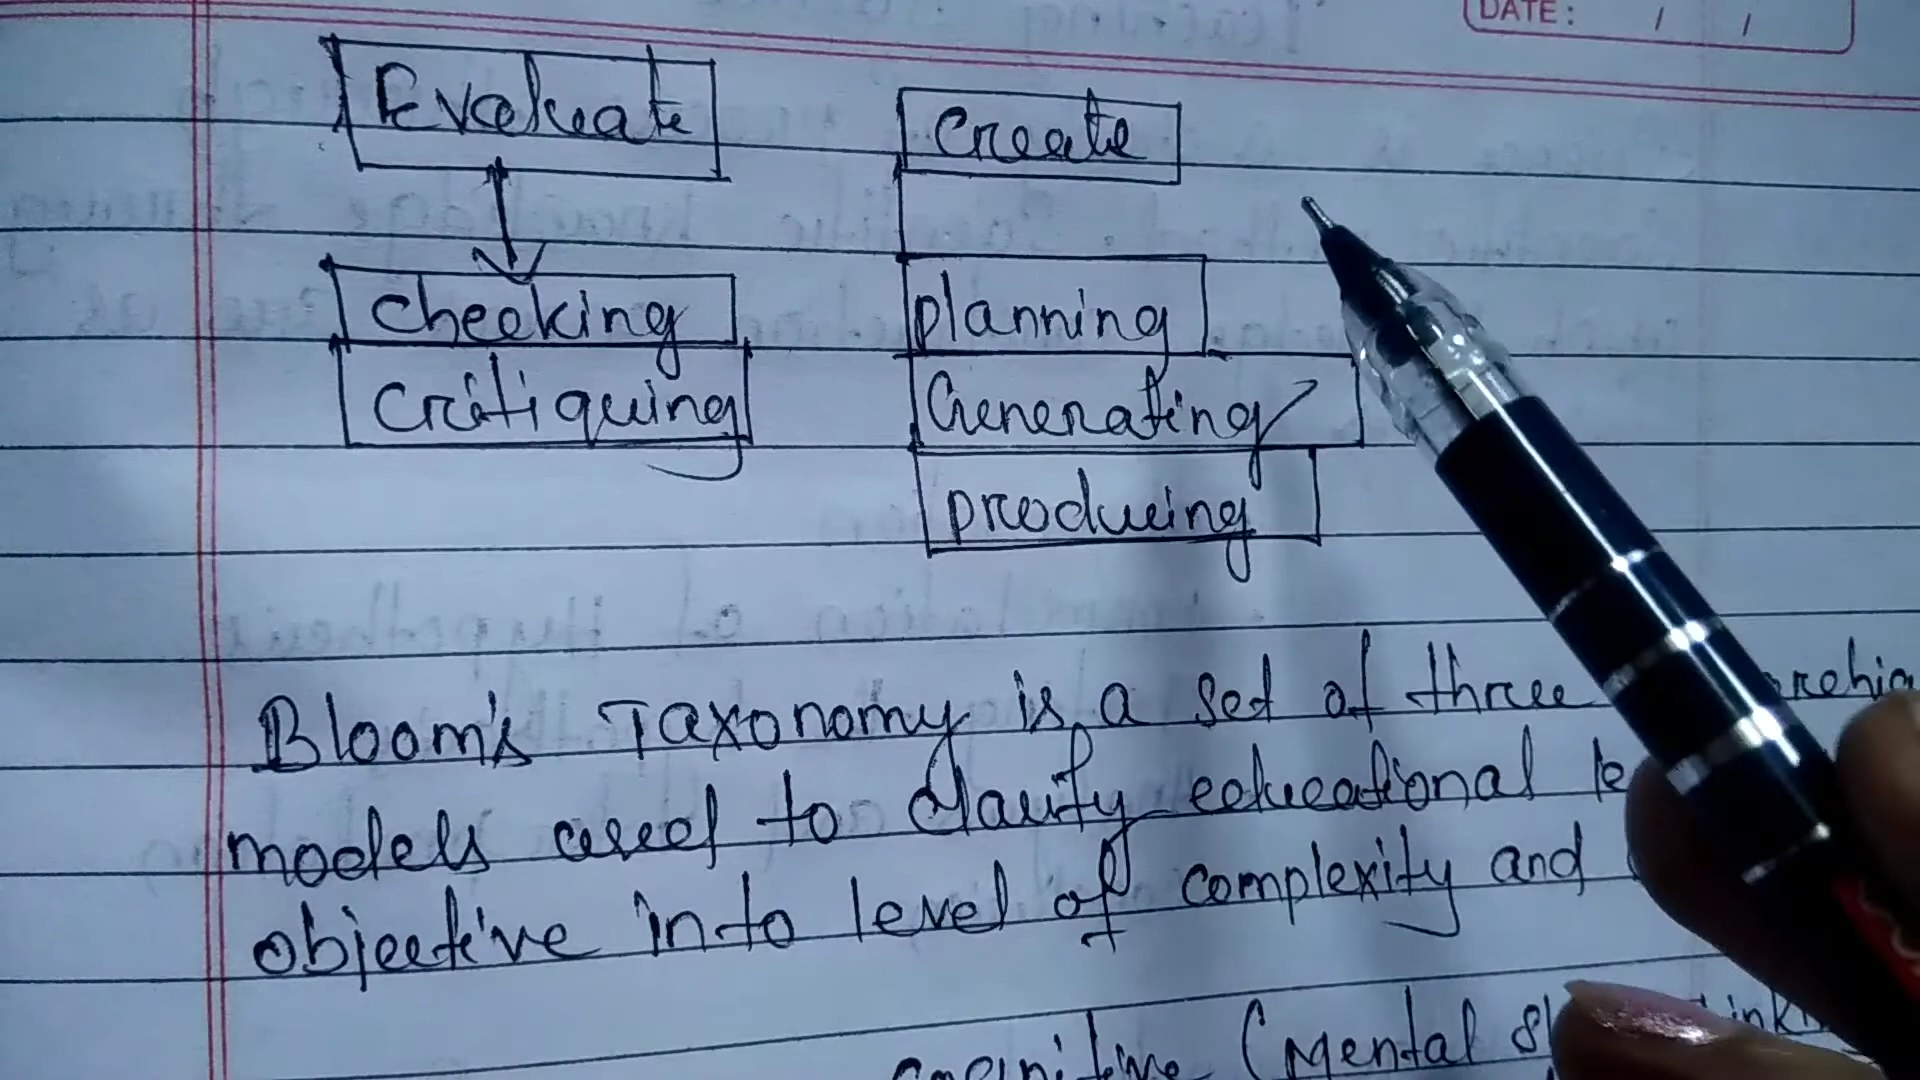 DATE: / /
Evaluate
Create
Checking
planning
Critiquing
Generating
producing
Bloom's Taxonomy is a set of three
models used to clarify educational
objective into level of complexity and
cognitive (Mental